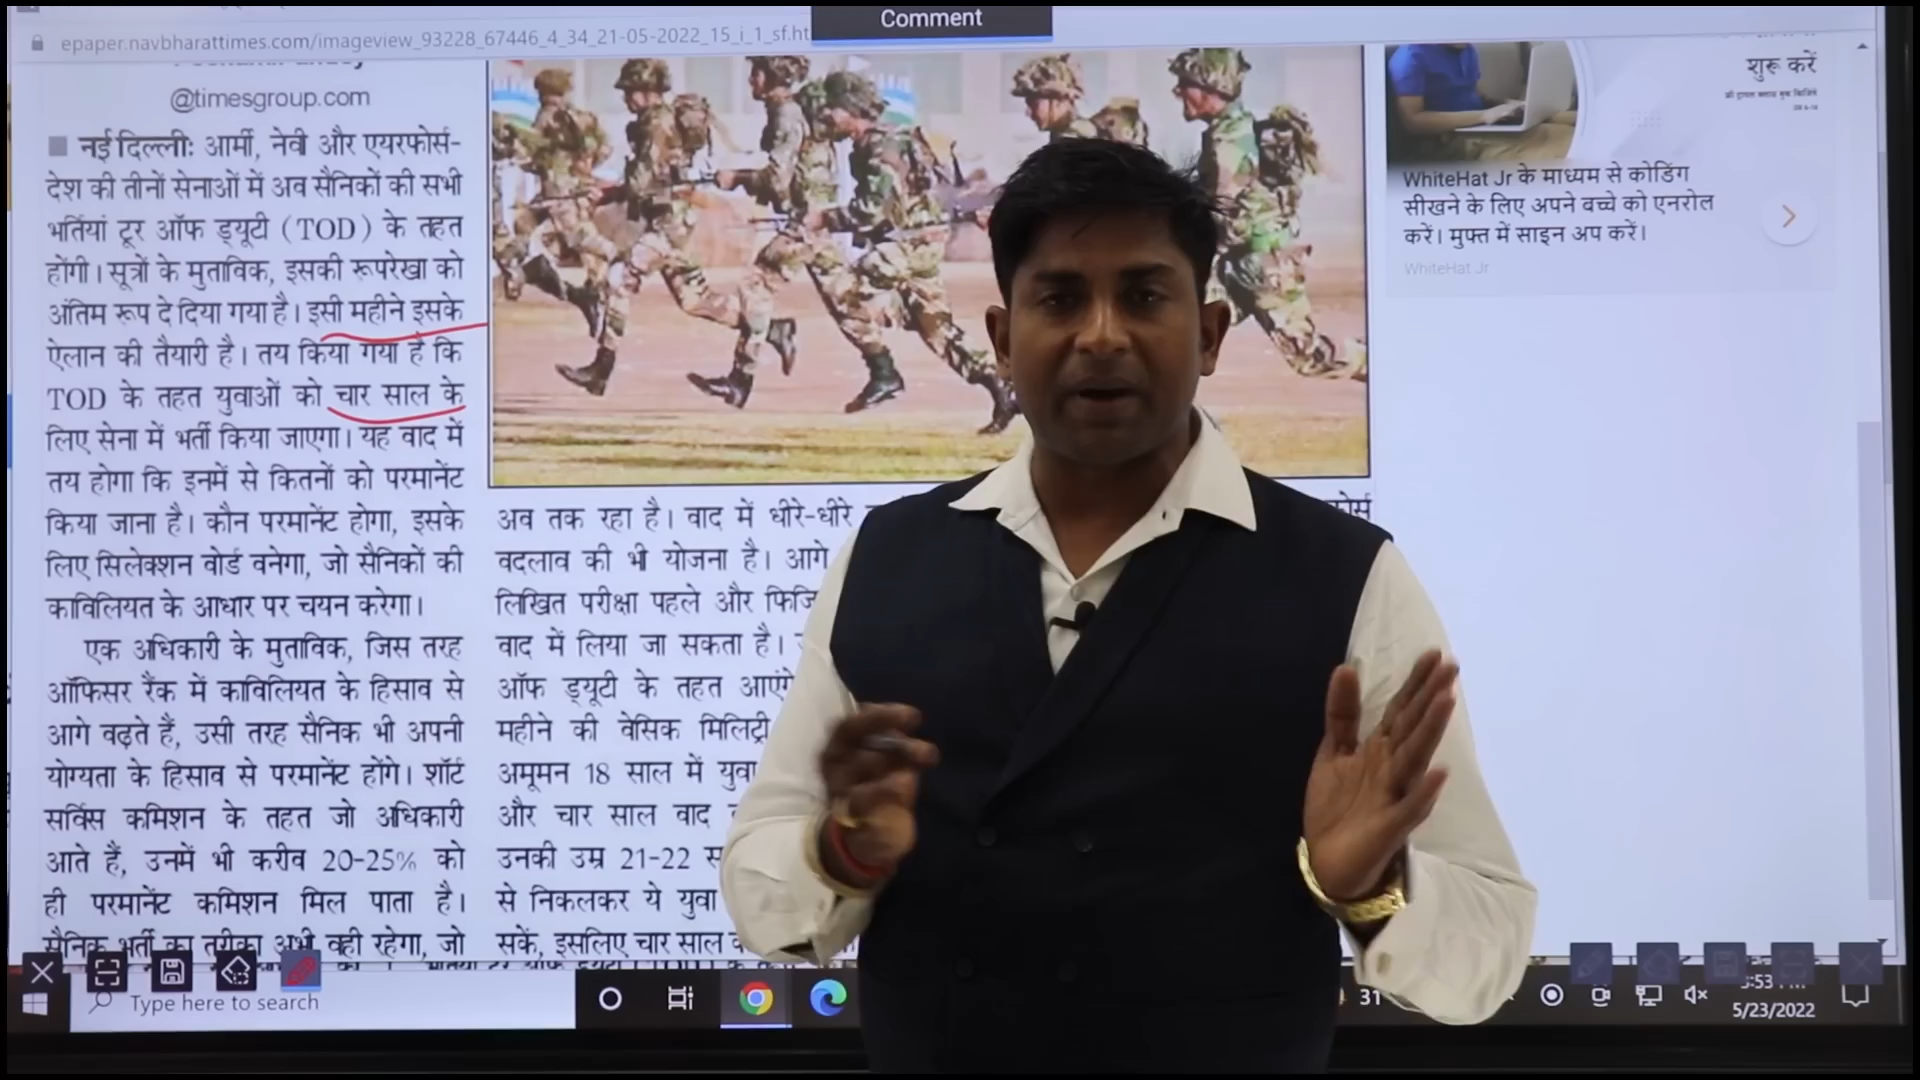 Comment
epaper.navbharattimes.com/imageview_93228_67446_4_34_21-05-2022_15_i_1_sf.ht
@timesgroup.com
नई दिल्ली: आर्मी, नेवी और एयरफोर्स-
देश की तीनों सेनाओं में अब सैनिकों की सभी
भर्तियां टूर ऑफ ड्यूटी (TOD) के तहत
होंगी। सूत्रों के मुताबिक, इसकी रूपरेखा को
अंतिम रूप दे दिया गया है। इसी महीने इसके
ऐलान की तैयारी है। तय किया गया है कि
TOD के तहत युवाओं को चार साल के
लिए सेना में भर्ती किया जाएगा। यह बाद में
तय होगा कि इनमें से कितनों को परमानेंट
किया जाना है। कौन परमानेंट होगा, इसके
लिए सिलेक्शन बोर्ड बनेगा, जो सैनिकों की
काबिलियत के आधार पर चयन करेगा।
एक अधिकारी के मुताबिक, जिस तरह
ऑफिसर रैंक में काबिलियत के हिसाब से
आगे बढ़ते हैं, उसी तरह सैनिक भी अपनी
योग्यता के हिसाब से परमानेंट होंगे। शॉर्ट
सर्विस कमिशन के तहत जो अधिकारी
आते हैं, उनमें भी करीब 20-25% को
ही परमानेंट कमिशन मिल पाता है।
सैनिक भर्ती का तरीका अभी वही रहेगा, जो
अब तक रहा है। बाद में धीरे-धीरे
बदलाव की भी योजना है। आगे
लिखित परीक्षा पहले और फिजि
बाद में लिया जा सकता है।
ऑफ ड्यूटी के तहत आएंगे
महीने की बेसिक मिलिट्री
अमूमन 18 साल में युवा
और चार साल बाद
उनकी उम्र 21-22 स
से निकलकर ये युवा
सकें, इसलिए चार साल
शुरू करें
WhiteHat Jr के माध्यम से कोडिंग
सीखने के लिए अपने बच्चे को एनरोल
करें। मुफ्त में साइन अप करें।
WhiteHat Jr
Type here to search
31
5/23/2022